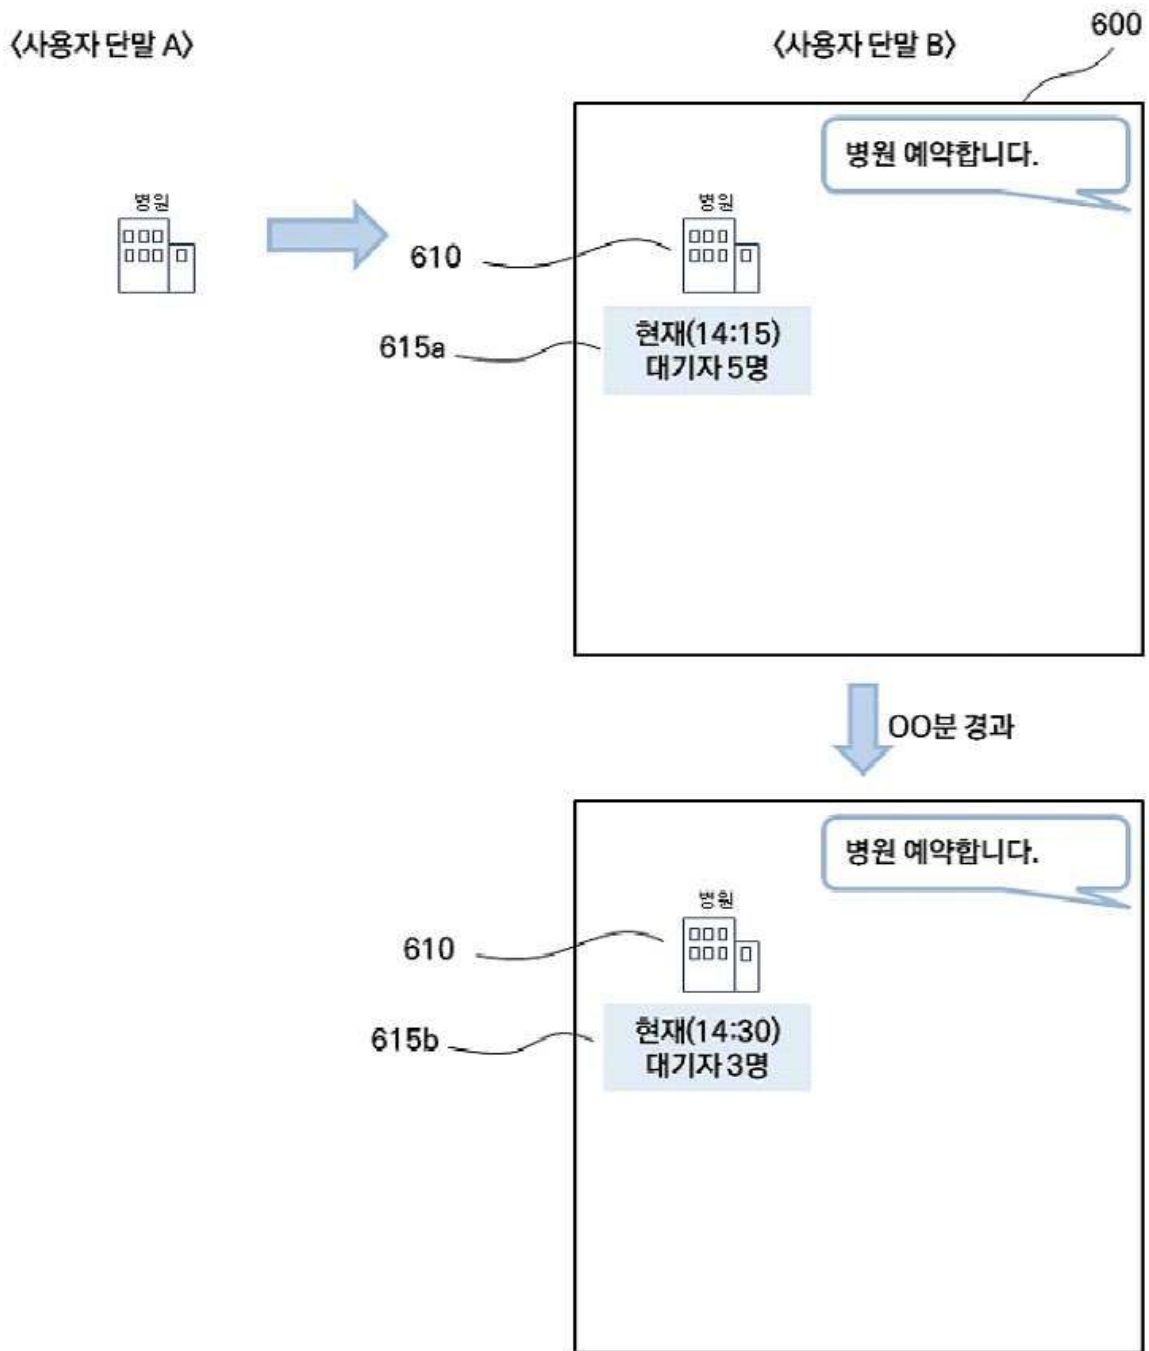 〈사용자 단말 A〉
〈사용자 단말 B〉
600
병원 예약합니다.
병원
병원
610
615a
현재(14:15)
대기자 5명
OO분 경과
병원 예약합니다.
병원
610
615b
현재(14:30)
대기자 3명